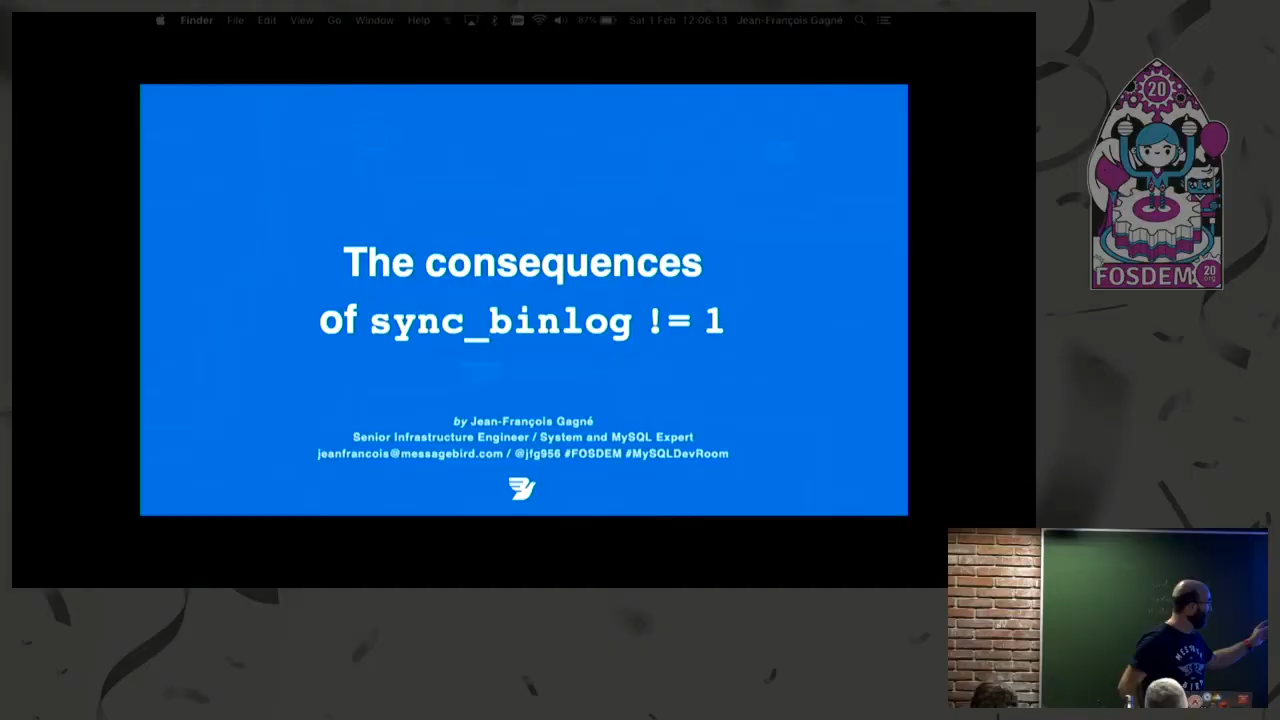 Finder File Edit View Go Window Help 87% Sat 1 Feb 12:06:13 Jean-François Gagné
The consequences
of sync_binlog != 1
by Jean-François Gagné
Senior Infrastructure Engineer / System and MySQL Expert
jeanfrancois@messagebird.com / @jfg956 #FOSDEM #MySQLDevRoom
20
FOSDEM
20
.org